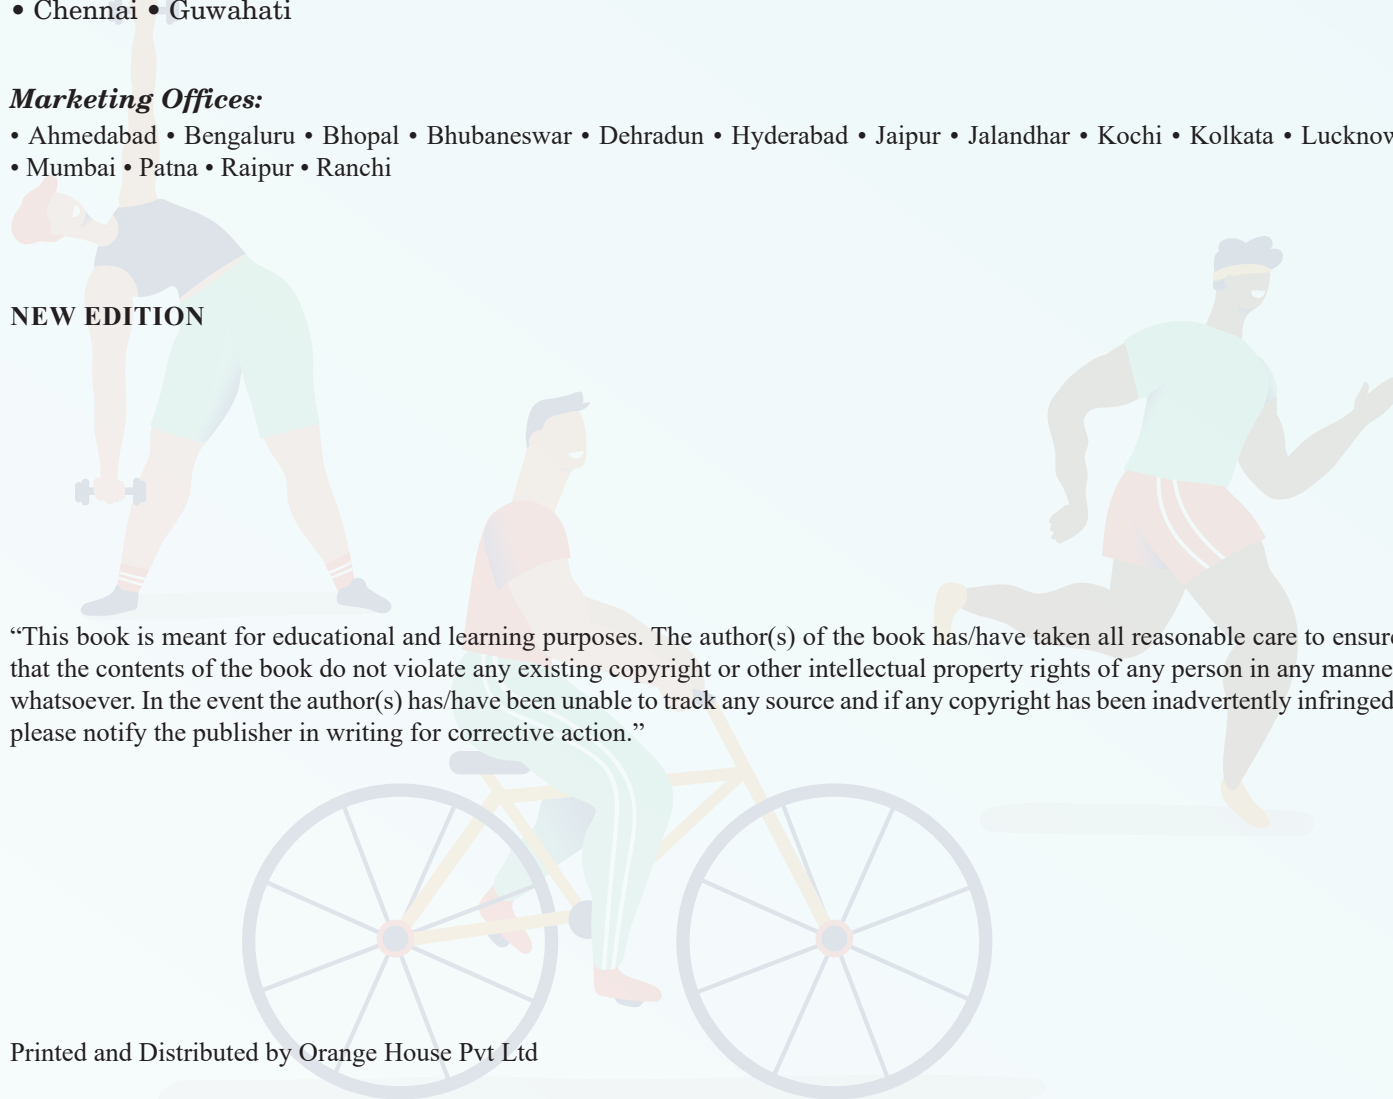 • Chennai • Guwahati
Marketing Offices:
• Ahmedabad • Bengaluru • Bhopal • Bhubaneswar • Dehradun • Hyderabad • Jaipur • Jalandhar • Kochi • Kolkata • Lucknow
• Mumbai • Patna • Raipur • Ranchi
NEW EDITION
“This book is meant for educational and learning purposes. The author(s) of the book has/have taken all reasonable care to ensure
that the contents of the book do not violate any existing copyright or other intellectual property rights of any person in any manne
whatsoever. In the event the author(s) has/have been unable to track any source and if any copyright has been inadvertently infringed
please notify the publisher in writing for corrective action.”
Printed and Distributed by Orange House Pvt Ltd